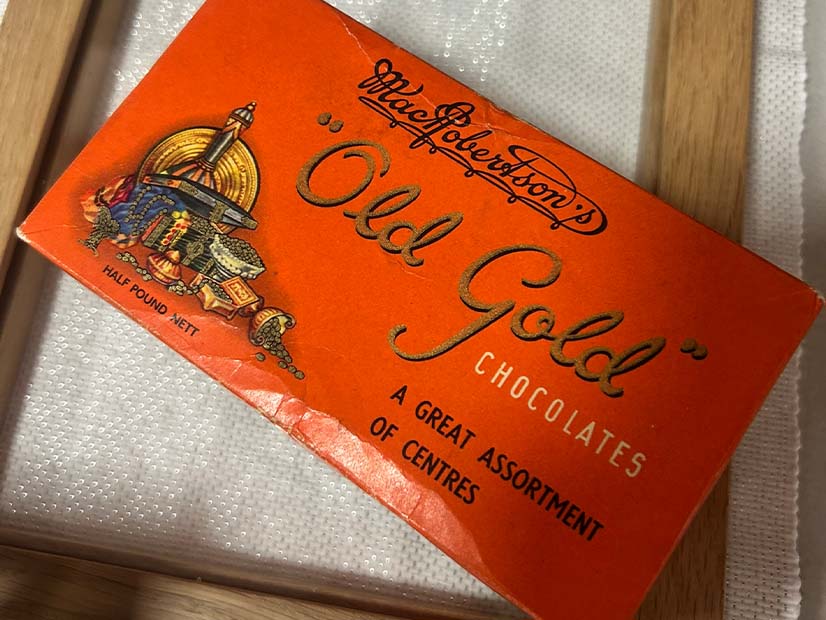 MacRobertson's
"Old Gold"
CHOCOLATES
A GREAT ASSORTMENT
OF CENTRES
HALF POUND NETT